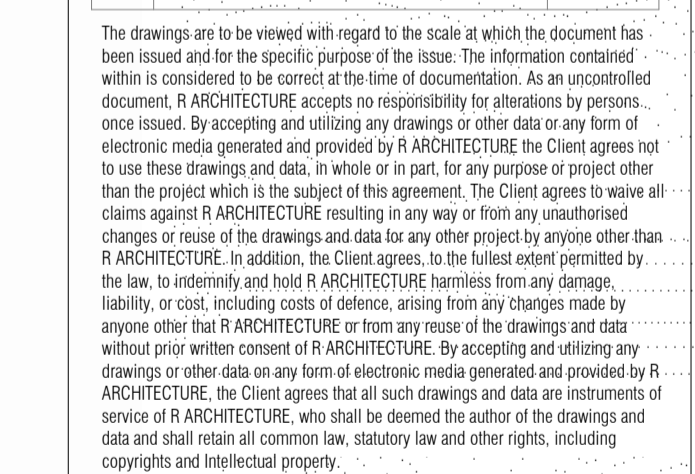 The drawings are to be viewed with regard to the scale at which the document has
been issued and for the specific purpose of the issue. The information contained
within is considered to be correct at the time of documentation. As an uncontrolled
document, R ARCHITECTURE accepts no responsibility for alterations by persons
once issued. By accepting and utilizing any drawings or other data or any form of
electronic media generated and provided by R ARCHITECTURE the Client agrees not
to use these drawings and data, in whole or in part, for any purpose or project other
than the project which is the subject of this agreement. The Client agrees to waive all
claims against R ARCHITECTURE resulting in any way or from any unauthorised
changes or reuse of the drawings and data for any other project by anyone other than
R ARCHITECTURE. In addition, the Client agrees, to the fullest extent permitted by
the law, to indemnify and hold R ARCHITECTURE harmless from any damage,
liability, or cost, including costs of defence, arising from any changes made by
anyone other that R ARCHITECTURE or from any reuse of the drawings and data
without prior written consent of R ARCHITECTURE. By accepting and utilizing any
drawings or other data on any form of electronic media generated and provided by R
ARCHITECTURE, the Client agrees that all such drawings and data are instruments of
service of R ARCHITECTURE, who shall be deemed the author of the drawings and
data and shall retain all common law, statutory law and other rights, including
copyrights and Intellectual property.